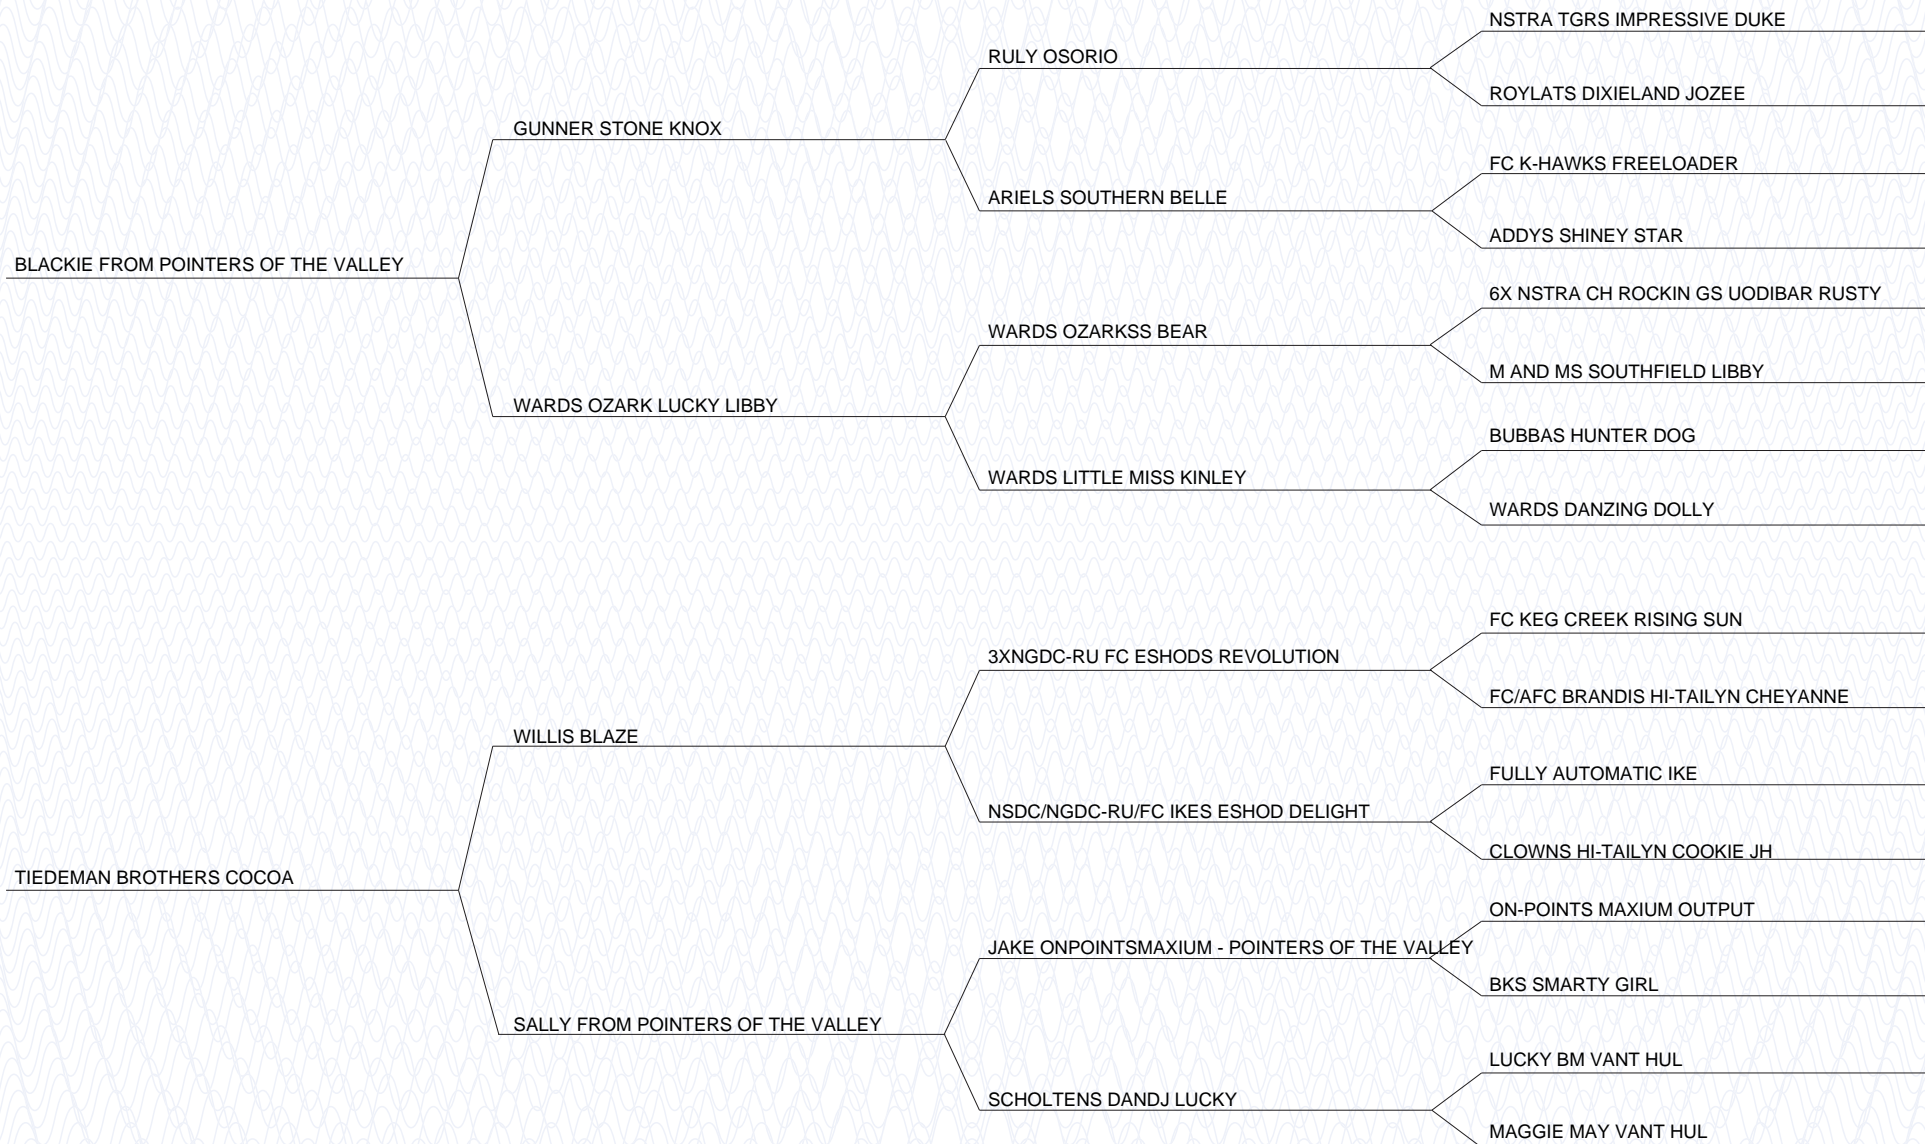 NSTRA TGRS IMPRESSIVE DUKE
RULY OSORIO
ROYLATS DIXIELAND JOZEE
GUNNER STONE KNOX
FC K-HAWKS FREELOADER
ARIELS SOUTHERN BELLE
ADDYS SHINEY STAR
BLACKIE FROM POINTERS OF THE VALLEY
6X NSTRA CH ROCKIN GS UODIBAR RUSTY
WARDS OZARKSS BEAR
M AND MS SOUTHFIELD LIBBY
WARDS OZARK LUCKY LIBBY
BUBBAS HUNTER DOG
WARDS LITTLE MISS KINLEY
WARDS DANZING DOLLY
FC KEG CREEK RISING SUN
3XNGDC-RU FC ESHODS REVOLUTION
FC/AFC BRANDIS HI-TAILYN CHEYANNE
WILLIS BLAZE
FULLY AUTOMATIC IKE
NSDC/NGDC-RU/FC IKES ESHOD DELIGHT
CLOWNS HI-TAILYN COOKIE JH
TIEDEMAN BROTHERS COCOA
ON-POINTS MAXIUM OUTPUT
JAKE ONPOINTSMAXIUM - POINTERS OF THE VALLEY
BKS SMARTY GIRL
SALLY FROM POINTERS OF THE VALLEY
LUCKY BM VANT HUL
SCHOLTENS DANDJ LUCKY
MAGGIE MAY VANT HUL